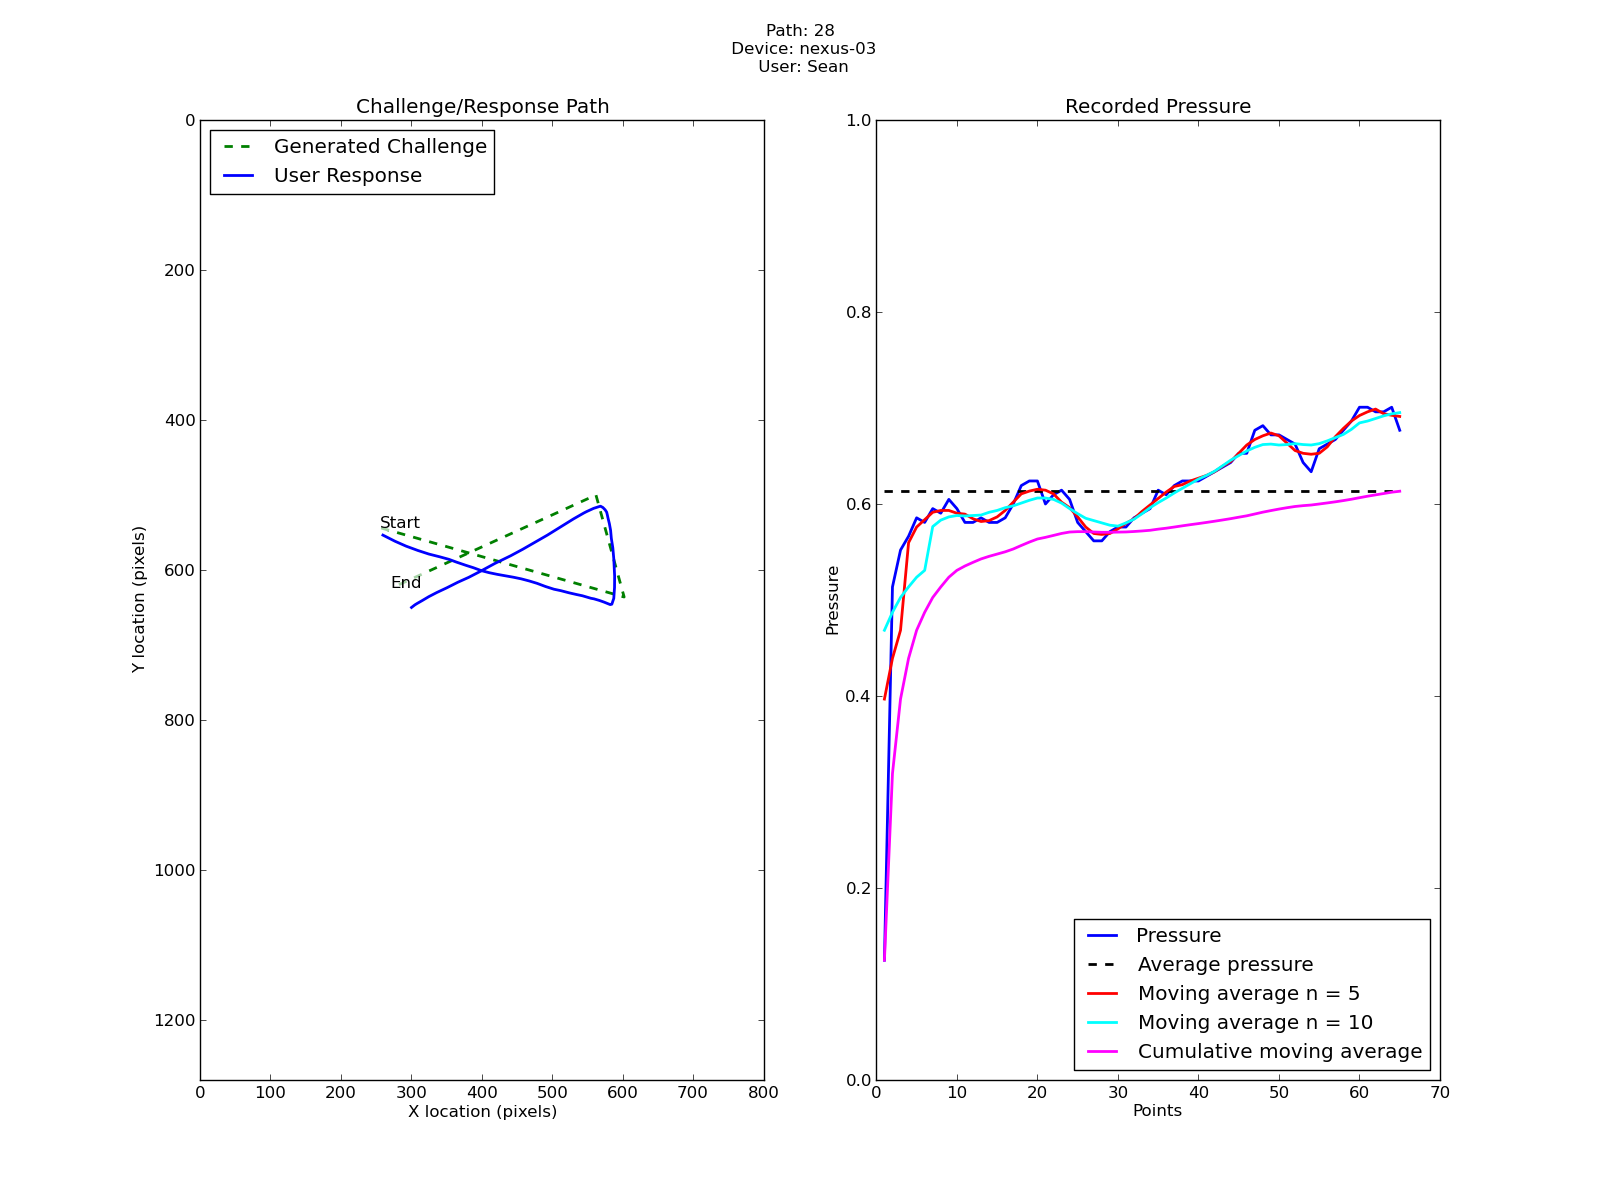 Path: 28
Device: nexus-03
User: Sean
Challenge/Response Path
Generated Challenge
User Response
Start
End
0
200
400
600
800
1000
1200
Y location (pixels)
0 100 200 300 400 500 600 700 800
X location (pixels)
Recorded Pressure
1.0
0.8
0.6
0.4
0.2
0.0
Pressure
Pressure
Average pressure
Moving average n = 5
Moving average n = 10
Cumulative moving average
0 10 20 30 40 50 60 70
Points